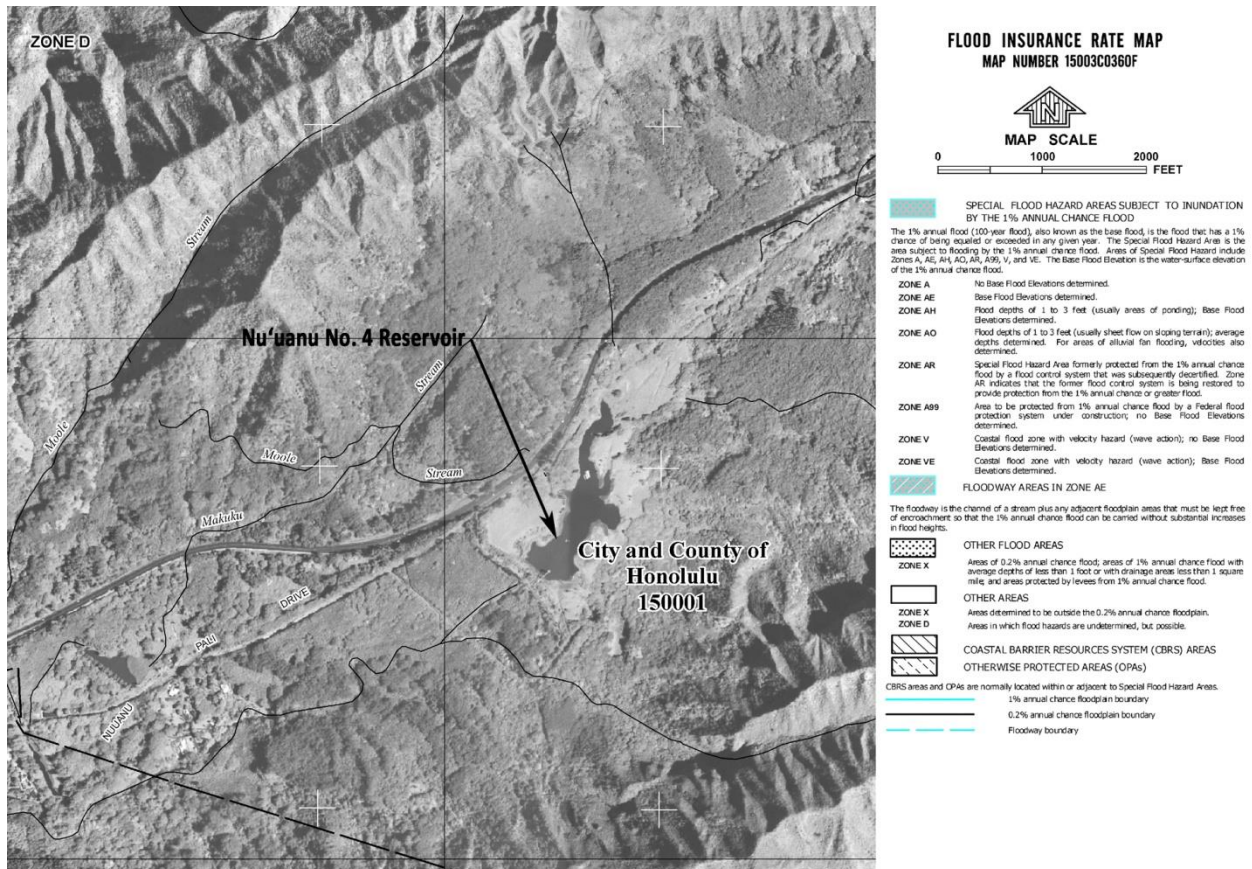 ZONE D
Stream
Nu‘uanu No. 4 Reservoir
Stream
Moole
Moole
Stream
Makuku
City and County of
Honolulu
150001
DRIVE
PALI
NUUANU
FLOOD INSURANCE RATE MAP
MAP NUMBER 15003C0360F
N
MAP SCALE
0 1000 2000
FEET
SPECIAL FLOOD HAZARD AREAS SUBJECT TO INUNDATION
BY THE 1% ANNUAL CHANCE FLOOD
The 1% annual flood (100-year flood), also known as the base flood, is the flood that has a 1%
chance of being equaled or exceeded in any given year. The Special Flood Hazard Area is the
area subject to flooding by the 1% annual chance flood. Areas of Special Flood Hazard include
Zones A, AE, AH, AO, AR, A99, V, and VE. The Base Flood Elevation is the water-surface elevation
of the 1% annual chance flood.
ZONE A No Base Flood Elevations determined.
ZONE AE Base Flood Elevations determined.
ZONE AH Flood depths of 1 to 3 feet (usually areas of ponding); Base Flood
Elevations determined.
ZONE AO Flood depths of 1 to 3 feet (usually sheet flow on sloping terrain); average
depths determined. For areas of alluvial fan flooding, velocities also
determined.
ZONE AR Special Flood Hazard Area formerly protected from the 1% annual chance
flood by a flood control system that was subsequently decertified. Zone
AR indicates that the former flood control system is being restored to
provide protection from the 1% annual chance or greater flood.
ZONE A99 Area to be protected from 1% annual chance flood by a Federal flood
protection system under construction; no Base Flood Elevations
determined.
ZONE V Coastal flood zone with velocity hazard (wave action); no Base Flood
Elevations determined.
ZONE VE Coastal flood zone with velocity hazard (wave action); Base Flood
Elevations determined.
FLOODWAY AREAS IN ZONE AE
The floodway is the channel of a stream plus any adjacent floodplain areas that must be kept free
of encroachment so that the 1% annual chance flood can be carried without substantial increases
in flood heights.
OTHER FLOOD AREAS
ZONE X Areas of 0.2% annual chance flood; areas of 1% annual chance flood with
average depths of less than 1 foot or with drainage areas less than 1 square
mile; and areas protected by levees from 1% annual chance flood.
OTHER AREAS
ZONE X Areas determined to be outside the 0.2% annual chance floodplain.
ZONE D Areas in which flood hazards are undetermined, but possible.
COASTAL BARRIER RESOURCES SYSTEM (CBRS) AREAS
OTHERWISE PROTECTED AREAS (OPAs)
CBRS areas and OPAs are normally located within or adjacent to Special Flood Hazard Areas.
1% annual chance floodplain boundary
0.2% annual chance floodplain boundary
Floodway boundary